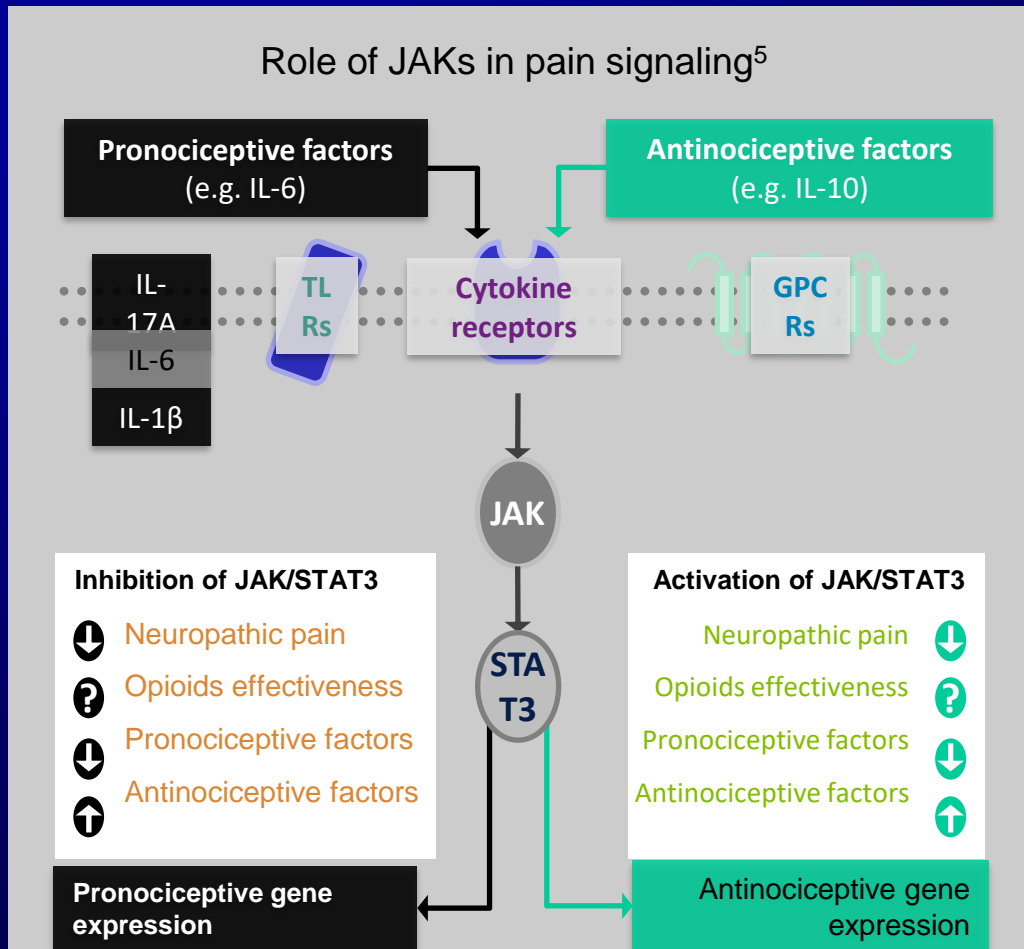 Role of JAKs in pain signaling⁵
Pronociceptive factors
(e.g. IL-6)
Antinociceptive factors
(e.g. IL-10)
IL-
17A
IL-6
IL-1β
TL
Rs
Cytokine
receptors
GPC
Rs
JAK
STA
T3
Inhibition of JAK/STAT3
Neuropathic pain
? Opioids effectiveness
Pronociceptive factors
Antinociceptive factors
Activation of JAK/STAT3
Neuropathic pain
Opioids effectiveness ?
Pronociceptive factors
Antinociceptive factors
Pronociceptive gene
expression
Antinociceptive gene
expression